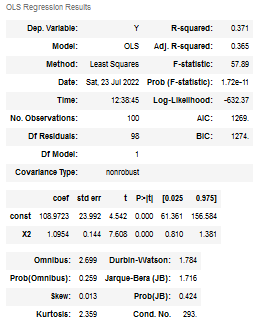 OLS Regression Results
Dep. Variable: Y R-squared: 0.371
Model: OLS Adj. R-squared: 0.365
Method: Least Squares F-statistic: 57.89
Date: Sat, 23 Jul 2022 Prob (F-statistic): 1.72e-11
Time: 12:38:45 Log-Likelihood: -632.37
No. Observations: 100 AIC: 1269.
Df Residuals: 98 BIC: 1274.
Df Model: 1
Covariance Type: nonrobust
coef std err t P>|t| [0.025 0.975]
const 108.9723 23.992 4.542 0.000 61.361 156.584
X2 1.0954 0.144 7.608 0.000 0.810 1.381
Omnibus: 2.699 Durbin-Watson: 1.784
Prob(Omnibus): 0.259 Jarque-Bera (JB): 1.716
Skew: 0.013 Prob(JB): 0.424
Kurtosis: 2.359 Cond. No. 293.